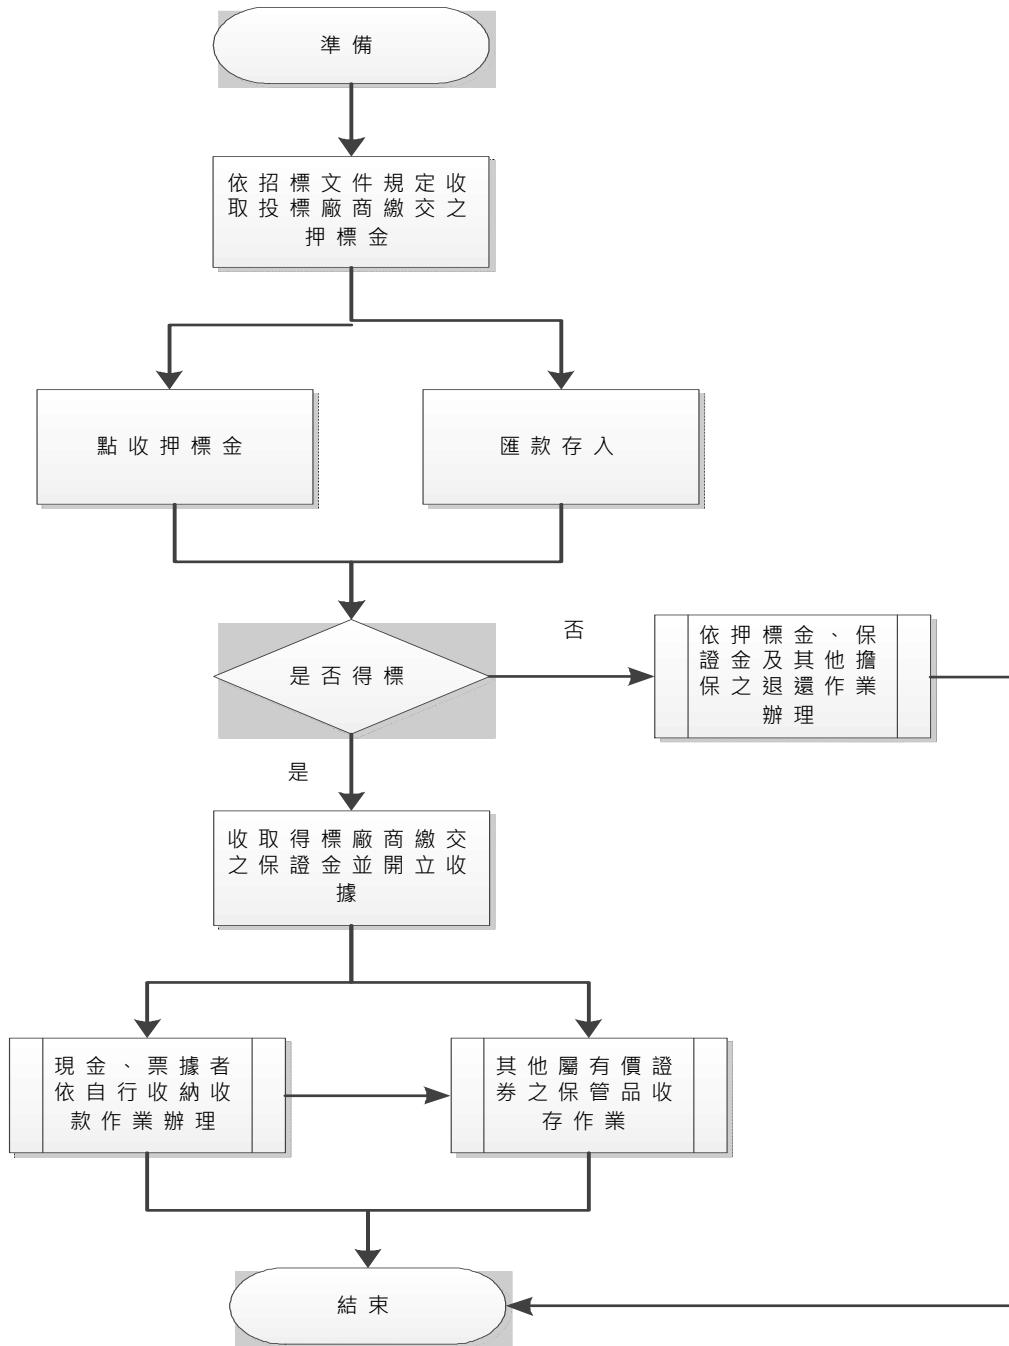 準備
依招標文件規定收
取投標廠商繳交之
押標金
點收押標金
匯款存入
是否得標
否
依押標金、保
證金及其他擔
保之退還作業
辦理
是
收取得標廠商繳交
之保證金並開立收
據
現金、票據者
依自行收納收
款作業辦理
其他屬有價證
券之保管品收
存作業
結束